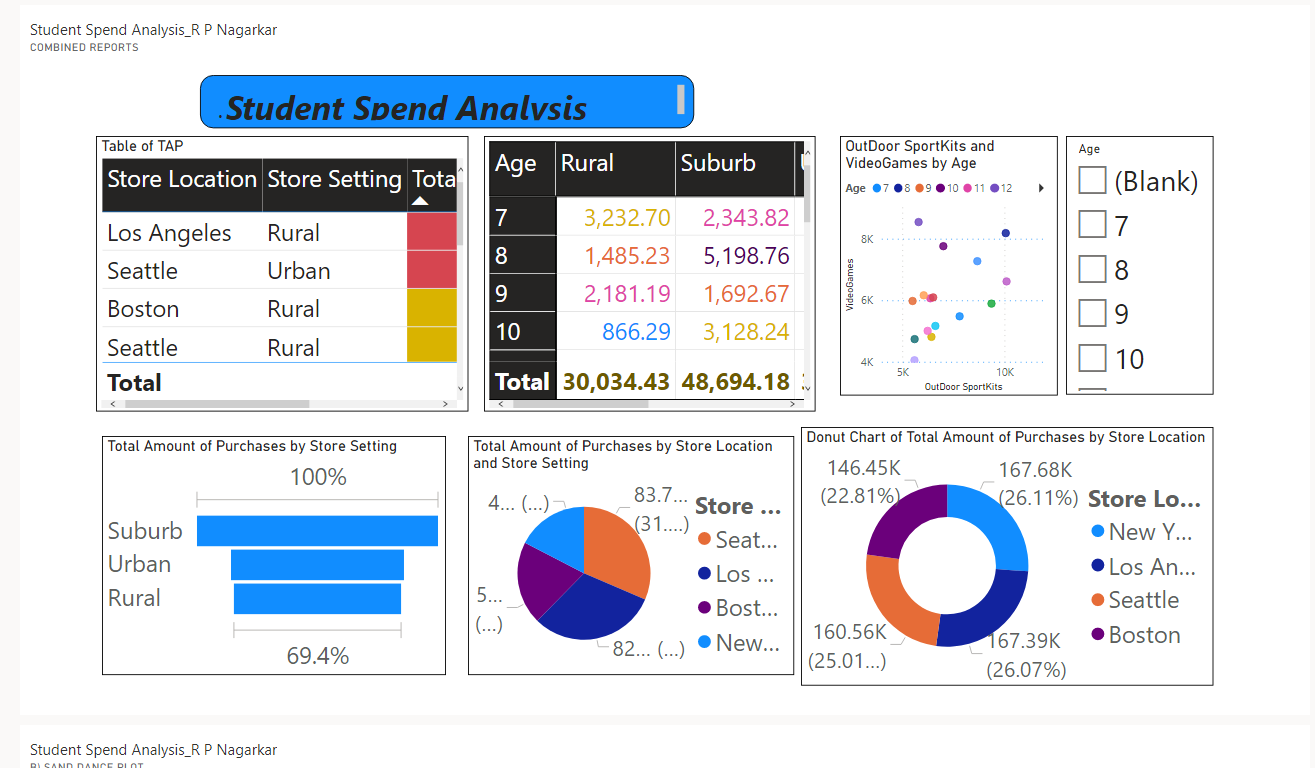 Student Spend Analysis_R P Nagarkar
COMBINED REPORTS
. Student Spend Analysis
Table of TAP
Store Location Store Setting Tota
Los Angeles Rural
Seattle Urban
Boston Rural
Seattle Rural
Total
Age Rural Suburb
7 3,232.70 2,343.82
8 1,485.23 5,198.76
9 2,181.19 1,692.67
10 866.29 3,128.24
Total 30,034.43 48,694.18
OutDoor SportKits and
VideoGames by Age
Age 7 8 9 10 11 12
VideoGames
8K
6K
4K
5K 10K
OutDoor SportKits
Age
(Blank)
7
8
9
10
Total Amount of Purchases by Store Setting
100%
Suburb
Urban
Rural
69.4%
Total Amount of Purchases by Store Location
and Store Setting
4... (...)
83.7...
(31....)
5...
(...)
82... (...)
Store ...
Seat...
Los ...
Bost...
New...
Donut Chart of Total Amount of Purchases by Store Location
146.45K
(22.81%)
167.68K
(26.11%)
160.56K
(25.01...)
167.39K
(26.07%)
Store Lo...
New Y...
Los An...
Seattle
Boston
Student Spend Analysis_R P Nagarkar
B) SAND DANCE PLOT